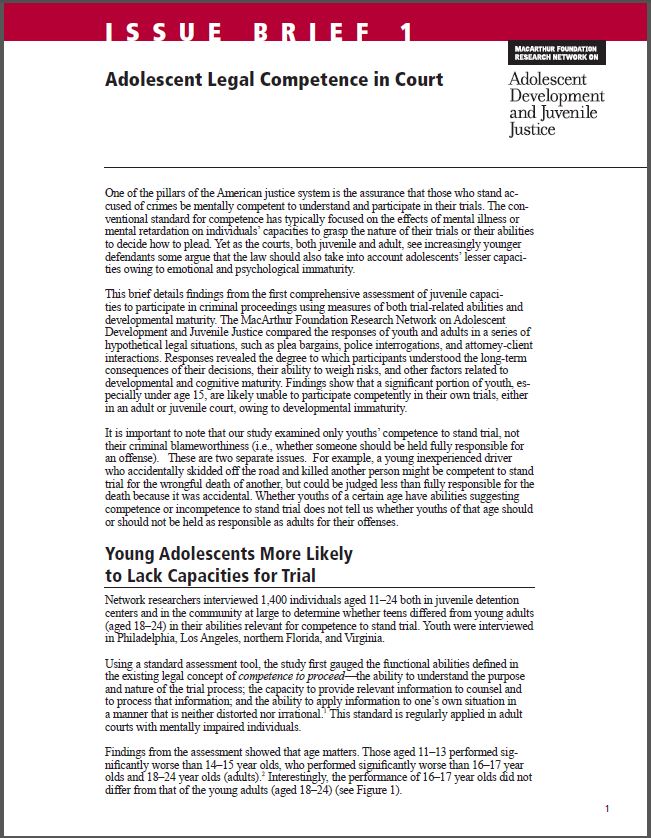 ISSUE BRIEF 1
MACARTHUR FOUNDATION
RESEARCH NETWORK ON
Adolescent
Development
and Juvenile
Justice
Adolescent Legal Competence in Court
One of the pillars of the American justice system is the assurance that those who stand ac-
cused of crimes be mentally competent to understand and participate in their trials. The con-
ventional standard for competence has typically focused on the effects of mental illness or
mental retardation on individuals' capacities to grasp the nature of their trials or their abilities
to decide how to plead. Yet as the courts, both juvenile and adult, see increasingly younger
defendants some argue that the law should also take into account adolescents' lesser capaci-
ties owing to emotional and psychological immaturity.
This brief details findings from the first comprehensive assessment of juvenile capaci-
ties to participate in criminal proceedings using measures of both trial-related abilities and
developmental maturity. The MacArthur Foundation Research Network on Adolescent
Development and Juvenile Justice compared the responses of youth and adults in a series of
hypothetical legal situations, such as plea bargains, police interrogations, and attorney-client
interactions. Responses revealed the degree to which participants understood the long-term
consequences of their decisions, their ability to weigh risks, and other factors related to
developmental and cognitive maturity. Findings show that a significant portion of youth, es-
pecially under age 15, are likely unable to participate competently in their own trials, either
in an adult or juvenile court, owing to developmental immaturity.
It is important to note that our study examined only youths' competence to stand trial, not
their criminal blameworthiness (i.e., whether someone should be held fully responsible for
an offense). These are two separate issues. For example, a young inexperienced driver
who accidentally skidded off the road and killed another person might be competent to stand
trial for the wrongful death of another, but could be judged less than fully responsible for the
death because it was accidental. Whether youths of a certain age have abilities suggesting
competence or incompetence to stand trial does not tell us whether youths of that age should
or should not be held as responsible as adults for their offenses.
Young Adolescents More Likely
to Lack Capacities for Trial
Network researchers interviewed 1,400 individuals aged 11–24 both in juvenile detention
centers and in the community at large to determine whether teens differed from young adults
(aged 18–24) in their abilities relevant for competence to stand trial. Youth were interviewed
in Philadelphia, Los Angeles, northern Florida, and Virginia.
Using a standard assessment tool, the study first gauged the functional abilities defined in
the existing legal concept of competence to proceed—the ability to understand the purpose
and nature of the trial process; the capacity to provide relevant information to counsel and
to process that information; and the ability to apply information to one's own situation in
a manner that is neither distorted nor irrational.1 This standard is regularly applied in adult
courts with mentally impaired individuals.
Findings from the assessment showed that age matters. Those aged 11–13 performed sig-
nificantly worse than 14–15 year olds, who performed significantly worse than 16–17 year
olds and 18–24 year olds (adults).2 Interestingly, the performance of 16–17 year olds did not
differ from that of the young adults (aged 18–24) (see Figure 1).
1